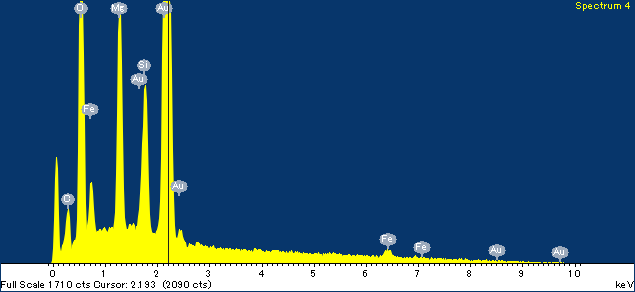 Spectrum 4
O Mg Au
Si
Au
Fe
Au
C
Fe Fe Au Au
0 1 2 3 4 5 6 7 8 9 10
Full Scale 1710 cts Cursor: 2.193 (2090 cts) keV